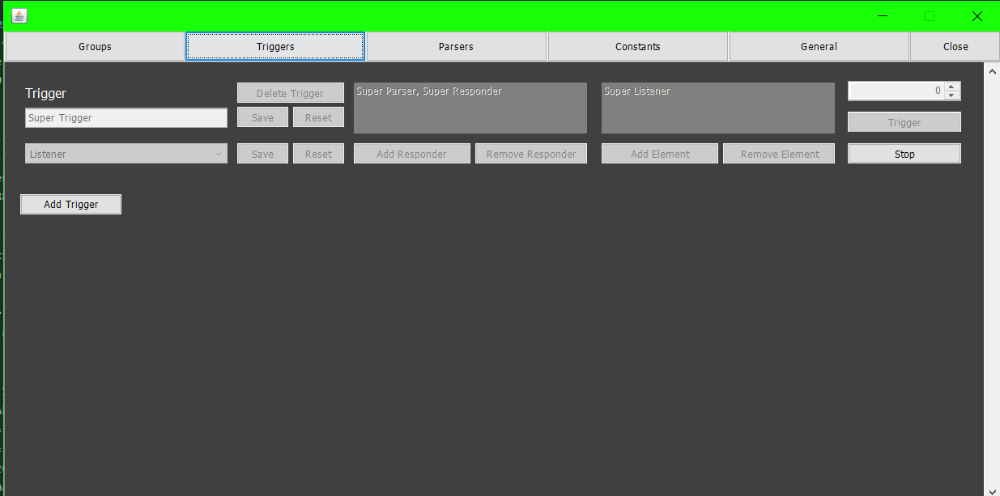 Groups
Triggers
Parsers
Constants
General
Close
Trigger
Super Trigger
Delete Trigger
Save
Reset
Super Parser, Super Responder
Super Listener
0
Trigger
Listener
Save
Reset
Add Responder
Remove Responder
Add Element
Remove Element
Stop
Add Trigger